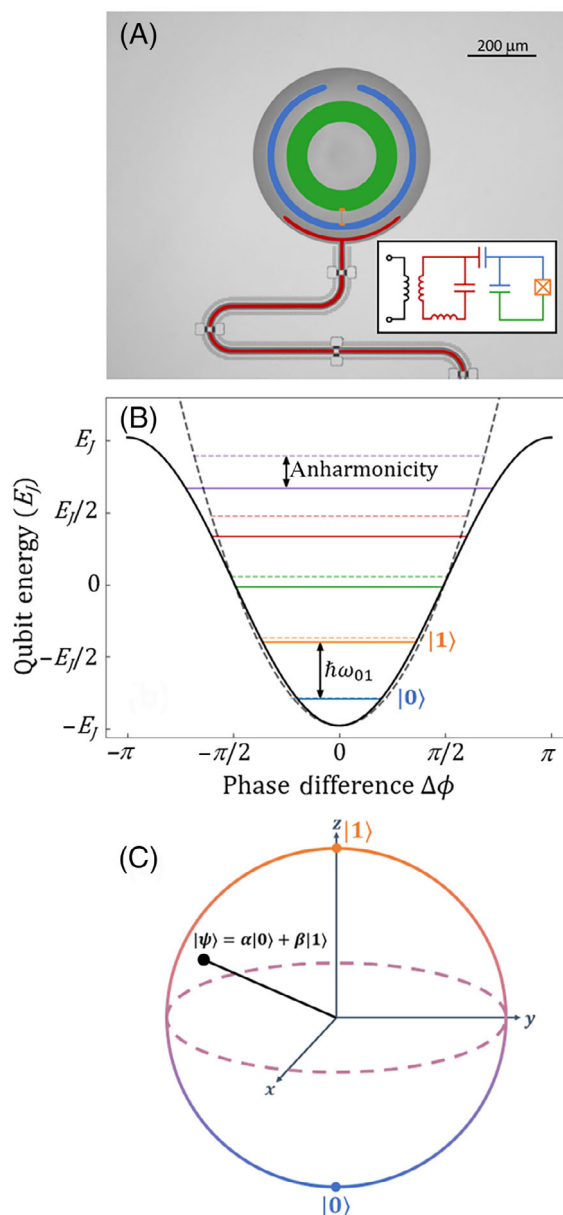 (A)
200 µm
(B)
Qubit energy (E_J)
E_J
E_J/2
0
−E_J/2
−E_J
Anharmonicity
|1⟩
ℏω₀₁
|0⟩
−π
−π/2
0
π/2
π
Phase difference Δϕ
(C)
z
|1⟩
|ψ⟩ = α|0⟩ + β|1⟩
y
x
|0⟩